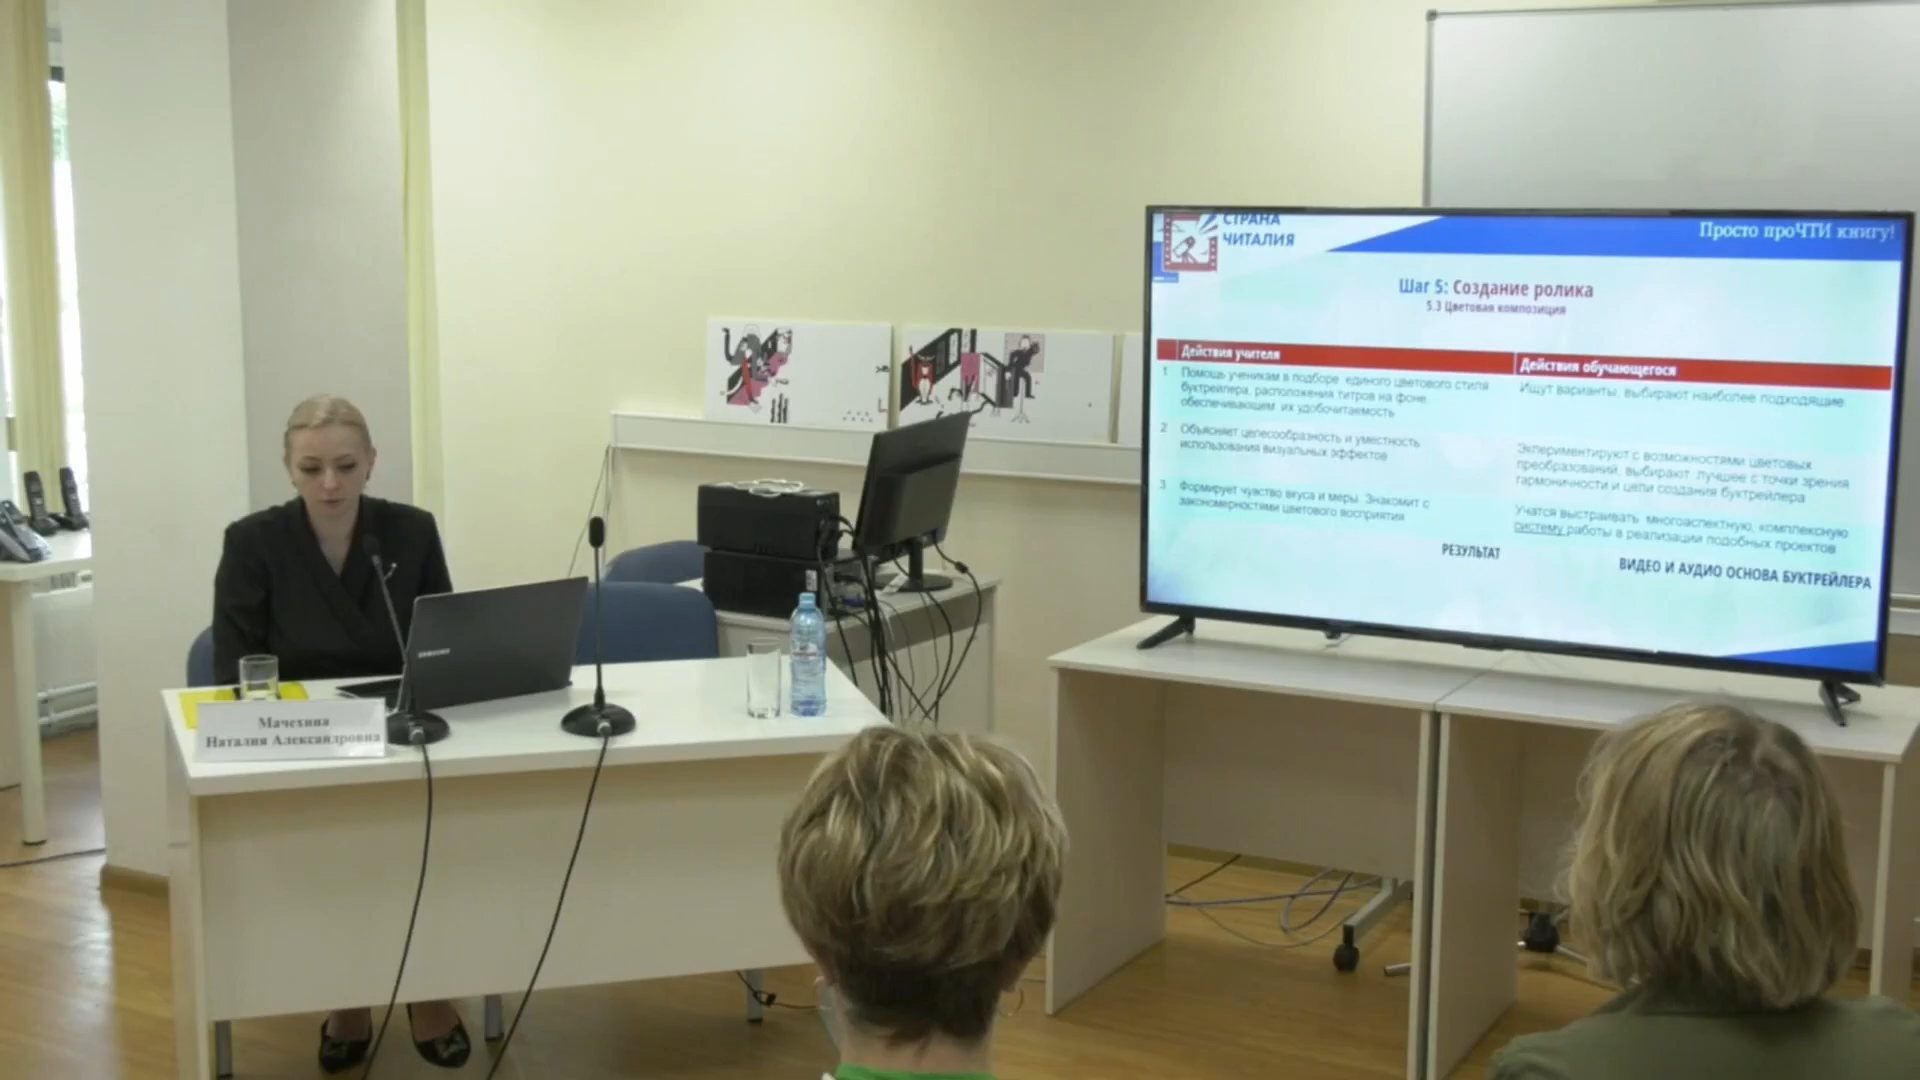 СТРАНА
ЧИТАЛИЯ
Просто проЧТИ книгу!
Шаг 5: Создание ролика
5.3 Цветовая композиция
Действия учителя
Действия обучающегося
1 Помощь ученикам в подборе единого цветового стиля
буктрейлера, расположения титров на фоне,
обеспечивающем их удобочитаемость
Ищут варианты, выбирают наиболее подходящие.
2 Объясняет целесообразность и уместность
использования визуальных эффектов
Экпериментируют с возможностями цветовых
преобразований, выбирают лучшее с точки зрения
гармоничности и цели создания буктрейлера
3 Формирует чувство вкуса и меры. Знакомит с
закономерностями цветового восприятия
Учатся выстраивать многоаспектную, комплексную
систему работы в реализации подобных проектов
РЕЗУЛЬТАТ
ВИДЕО И АУДИО ОСНОВА БУКТРЕЙЛЕРА
SAMSUNG
Мачехина
Наталия Александровна